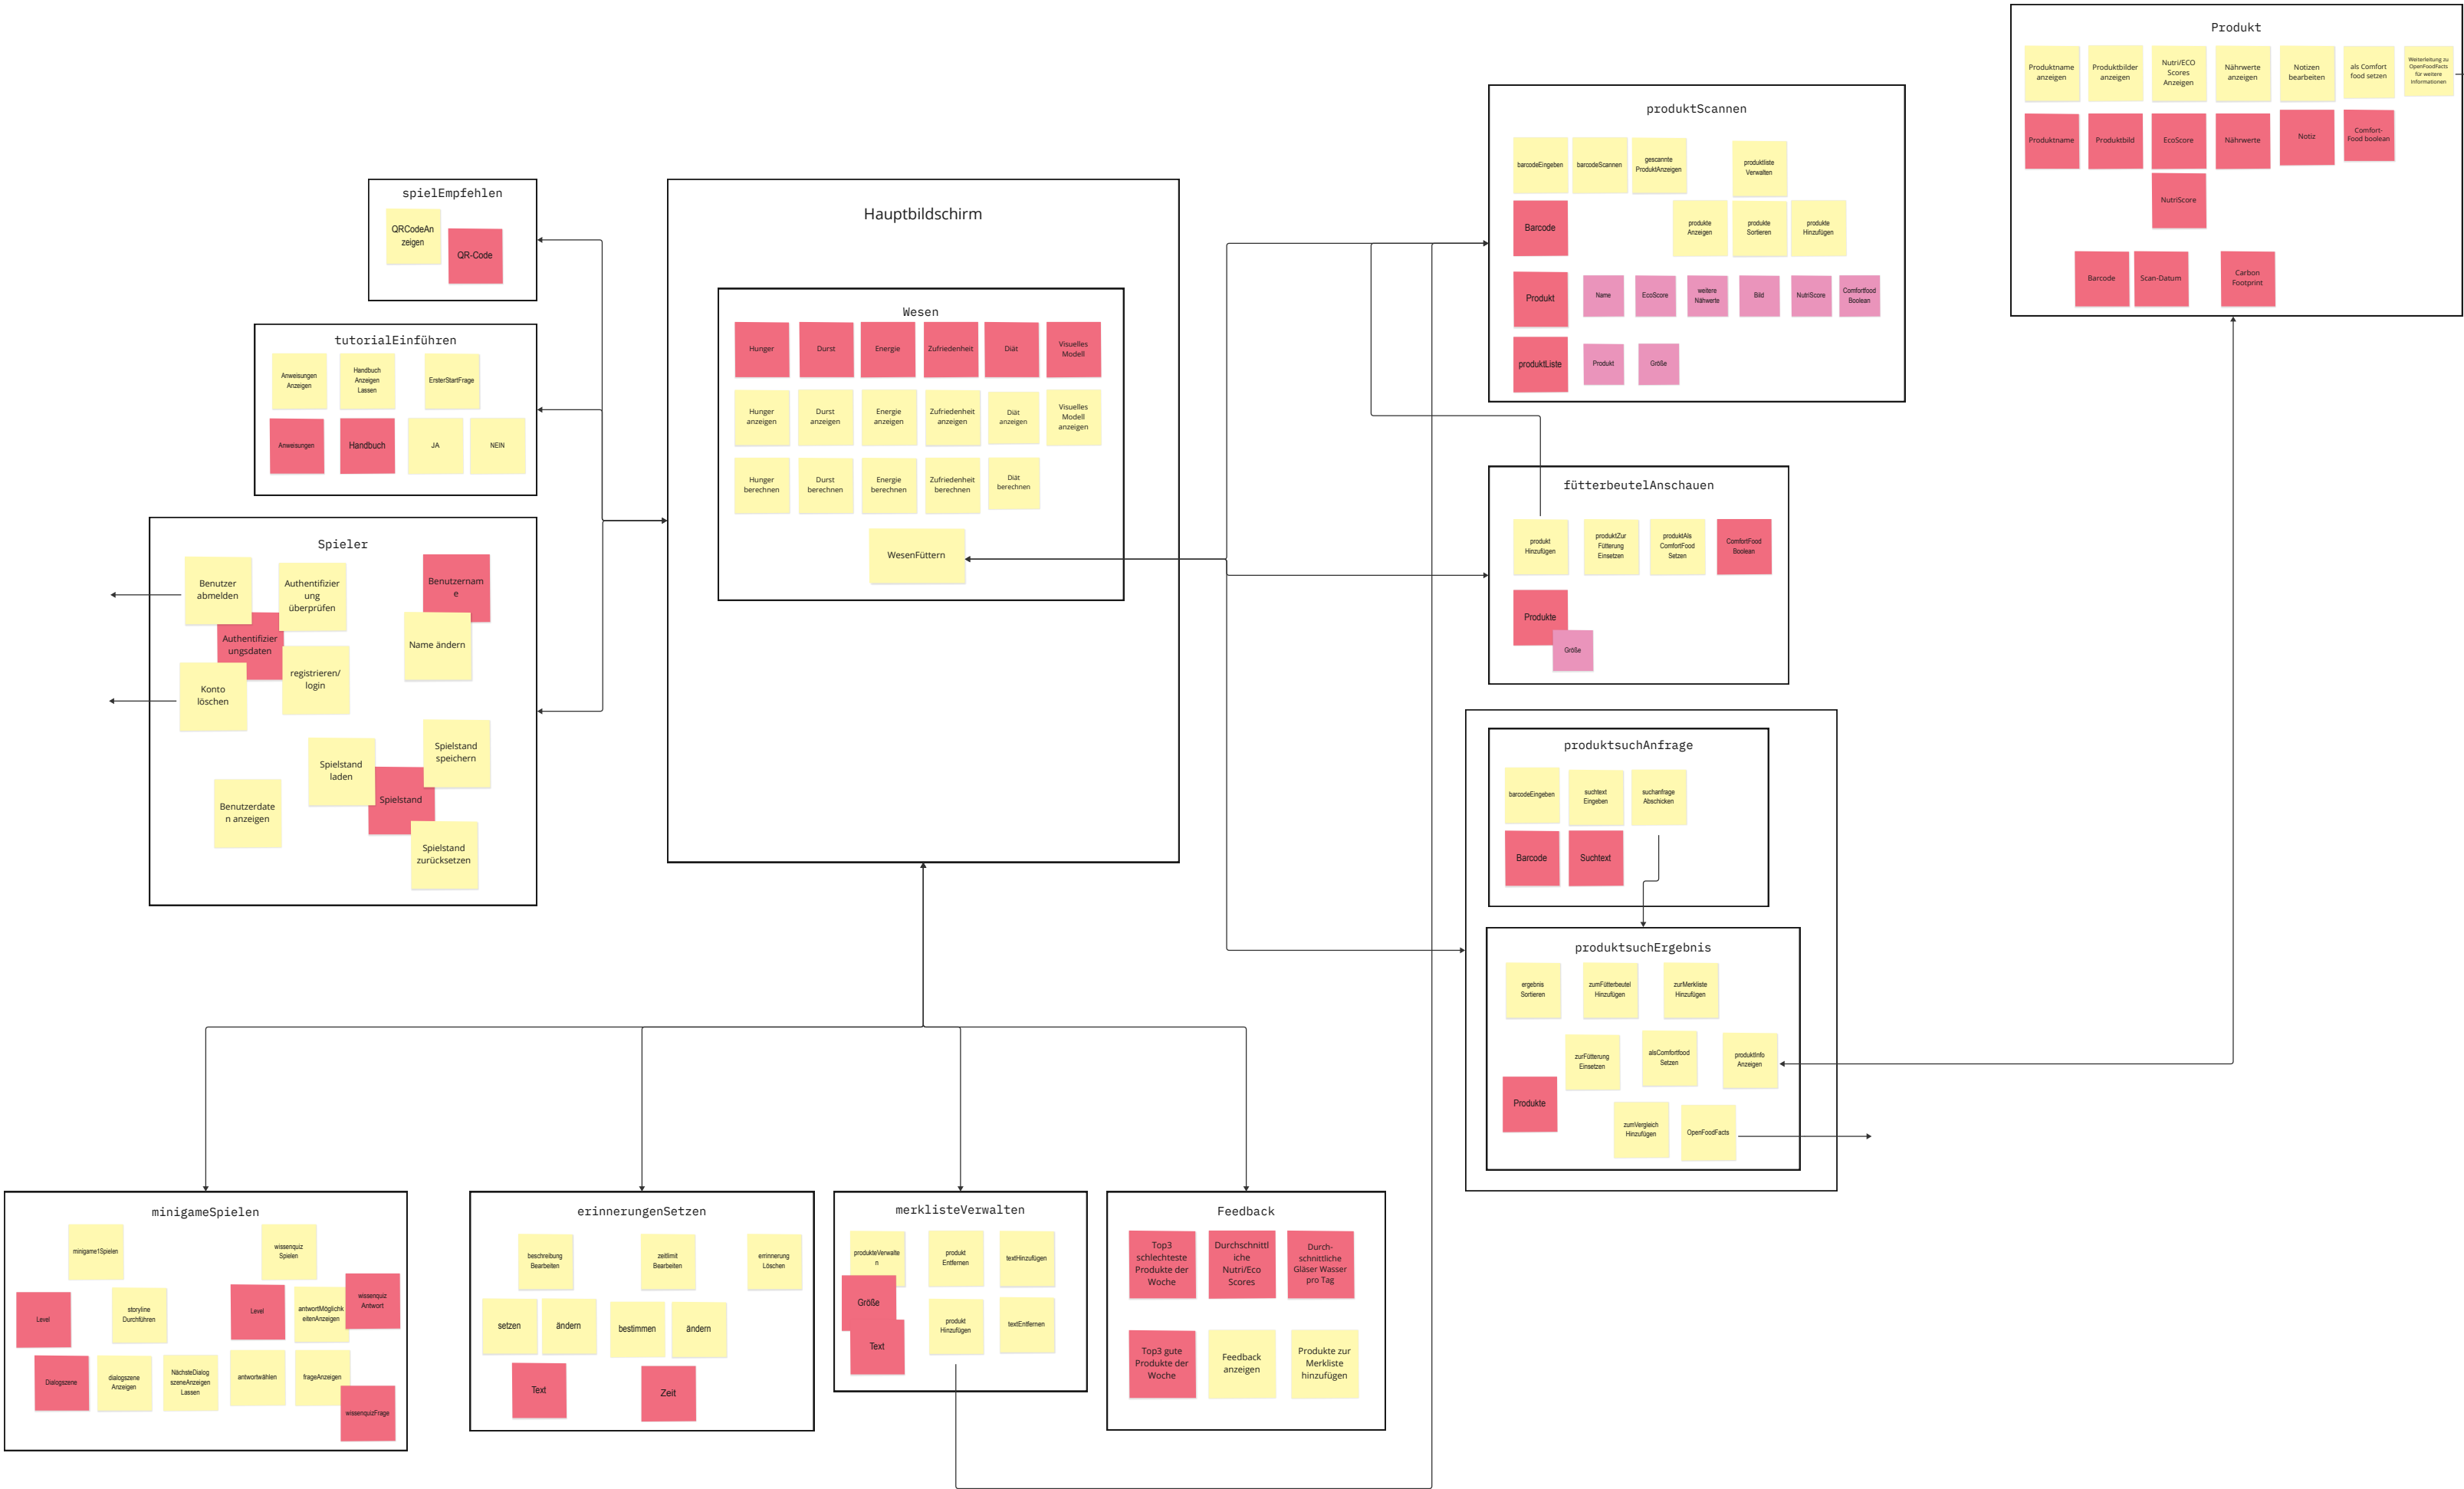 Produkt
Produktname
anzeigen
Produktbilder
anzeigen
Nutri/ECO
Scores
Anzeigen
Nährwerte
anzeigen
Notizen
bearbeiten
als Comfort
food setzen
Weiterleitung zu
OpenFoodFacts
für weitere
Informationen
Produktname
Produktbild
EcoScore
Nährwerte
Notiz
Comfort-
Food boolean
NutriScore
Barcode
Scan-Datum
Carbon
Footprint
produktScannen
barcodeEingeben
barcodeScannen
gescannte
ProduktAnzeigen
produktliste
Verwalten
Barcode
produkte
Anzeigen
produkte
Sortieren
produkte
Hinzufügen
Produkt
Name
EcoScore
weitere
Nähwerte
Bild
NutriScore
Comfortfood
Boolean
produktListe
Produkt
Größe
spielEmpfehlen
QRCodeAn
zeigen
QR-Code
Hauptbildschirm
Wesen
Hunger
Durst
Energie
Zufriedenheit
Diät
Visuelles
Modell
Hunger
anzeigen
Durst
anzeigen
Energie
anzeigen
Zufriedenheit
anzeigen
Diät
anzeigen
Visuelles
Modell
anzeigen
Hunger
berechnen
Durst
berechnen
Energie
berechnen
Zufriedenheit
berechnen
Diät
berechnen
WesenFüttern
tutorialEinführen
Anweisungen
Anzeigen
Handbuch
Anzeigen
Lassen
ErsterStartFrage
Anweisungen
Handbuch
JA
NEIN
Spieler
Benutzer
abmelden
Authentifizier
ung
überprüfen
Benutzernam
e
Authentifizier
ungsdaten
Name ändern
Konto
löschen
registrieren/
login
Spielstand
speichern
Spielstand
laden
Spielstand
Benutzerdate
n anzeigen
Spielstand
zurücksetzen
fütterbeutelAnschauen
produkt
Hinzufügen
produktZur
Fütterung
Einsetzen
produktAls
ComfortFood
Setzen
ComfortFood
Boolean
Produkte
Größe
produktsuchAnfrage
barcodeEingeben
suchtext
Eingeben
suchanfrage
Abschicken
Barcode
Suchtext
produktsuchErgebnis
ergebnis
Sortieren
zumFütterbeutel
Hinzufügen
zurMerkliste
Hinzufügen
zurFütterung
Einsetzen
alsComfortfood
Setzen
produktInfo
Anzeigen
Produkte
zumVergleich
Hinzufügen
OpenFoodFacts
minigameSpielen
minigame1Spielen
wissenquiz
Spielen
Level
storyline
Durchführen
Level
antwortMöglichk
eitenAnzeigen
wissenquiz
Antwort
Dialogszene
dialogszene
Anzeigen
NächsteDialog
szeneAnzeigen
Lassen
antwortwählen
frageAnzeigen
wissenquizFrage
erinnerungenSetzen
beschreibung
Bearbeiten
zeitlimit
Bearbeiten
errinnerung
Löschen
setzen
ändern
bestimmen
ändern
Text
Zeit
merklisteVerwalten
produkteVerwalte
n
produkt
Entfernen
textHinzufügen
Größe
Text
produkt
Hinzufügen
textEntfernen
Feedback
Top3
schlechteste
Produkte der
Woche
Durchschnittl
iche
Nutri/Eco
Scores
Durch-
schnittliche
Gläser Wasser
pro Tag
Top3 gute
Produkte der
Woche
Feedback
anzeigen
Produkte zur
Merkliste
hinzufügen